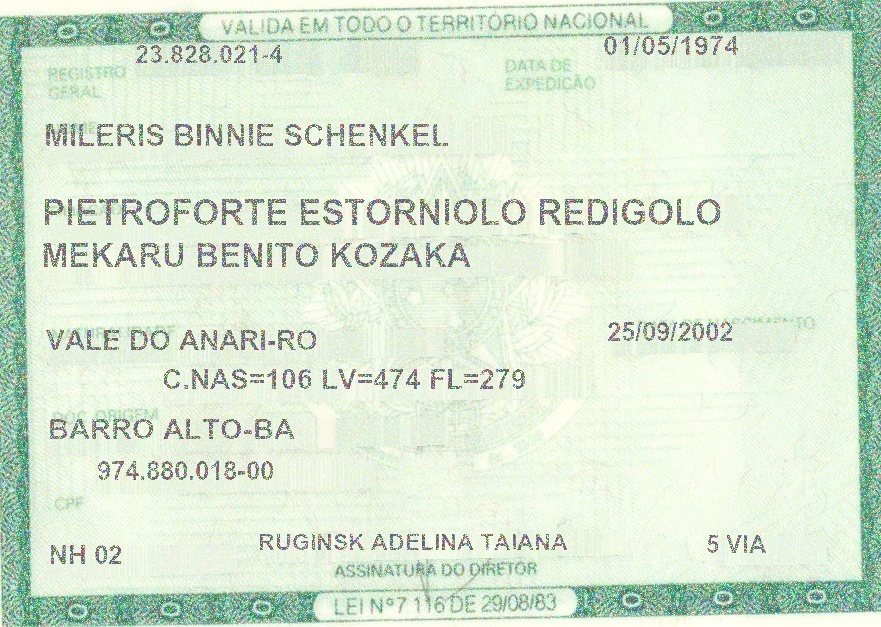 VALIDA EM TODO O TERRITÓRIO NACIONAL
23.828.021-4 01/05/1974
REGISTRO GERAL DATA DE EXPEDIÇÃO
MILERIS BINNIE SCHENKEL
PIETROFORTE ESTORNIOLO REDIGOLO
MEKARU BENITO KOZAKA
NASCIMENTO
VALE DO ANARI-RO 25/09/2002
C.NAS=106 LV=474 FL=279
DOC ORIGEM
BARRO ALTO-BA
974.880.018-00
CPF
NH 02 RUGINSK ADELINA TAIANA 5 VIA
ASSINATURA DO DIRETOR
LEI Nº 7.116 DE 29/08/83